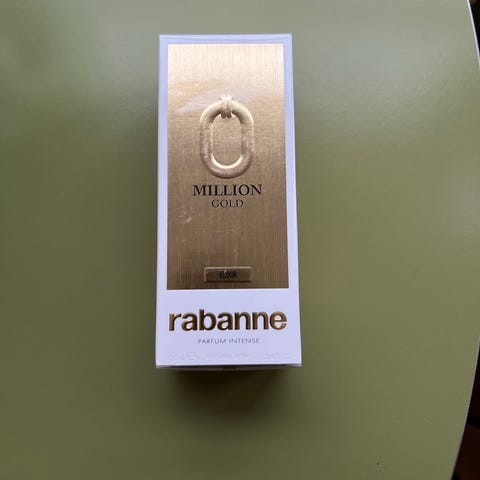 MILLION
GOLD
ELIXIR
rabanne
PARFUM INTENSE